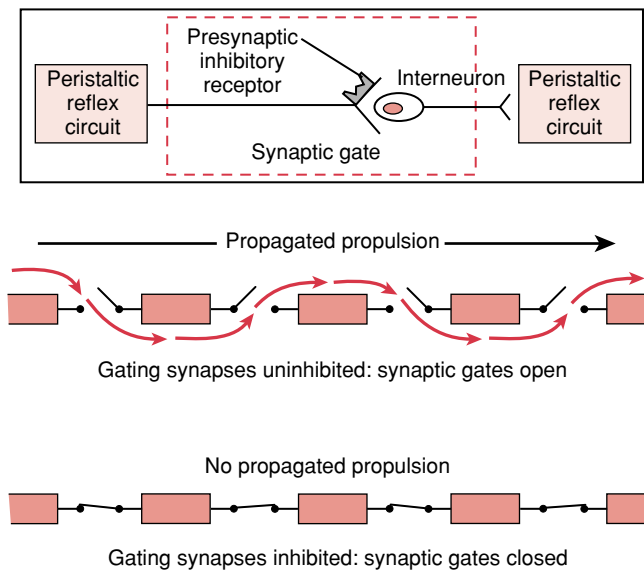 Presynaptic
inhibitory
receptor
Peristaltic
reflex
circuit
Interneuron
Peristaltic
reflex
circuit
Synaptic gate
Propagated propulsion
Gating synapses uninhibited: synaptic gates open
No propagated propulsion
Gating synapses inhibited: synaptic gates closed